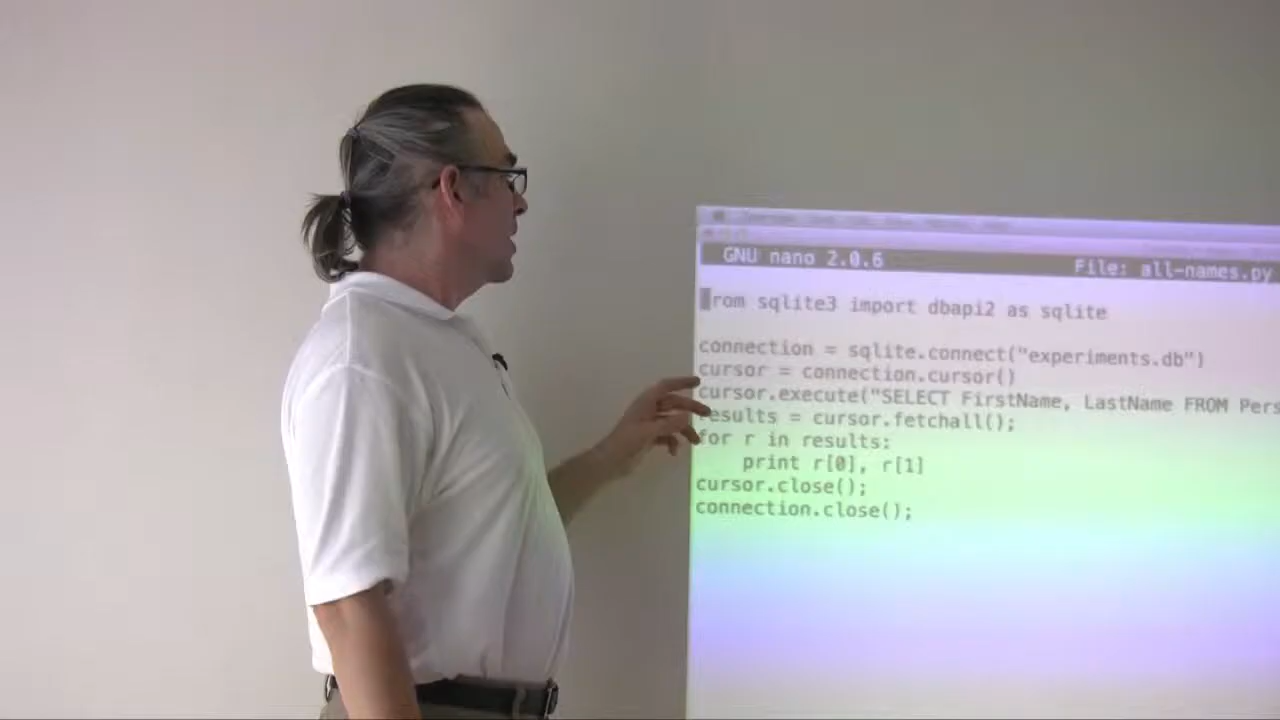 GNU nano 2.0.6 File: all-names.py
rom sqlite3 import dbapi2 as sqlite
connection = sqlite.connect("experiments.db")
cursor = connection.cursor()
cursor.execute("SELECT FirstName, LastName FROM Pers
results = cursor.fetchall();
for r in results:
print r[0], r[1]
cursor.close();
connection.close();